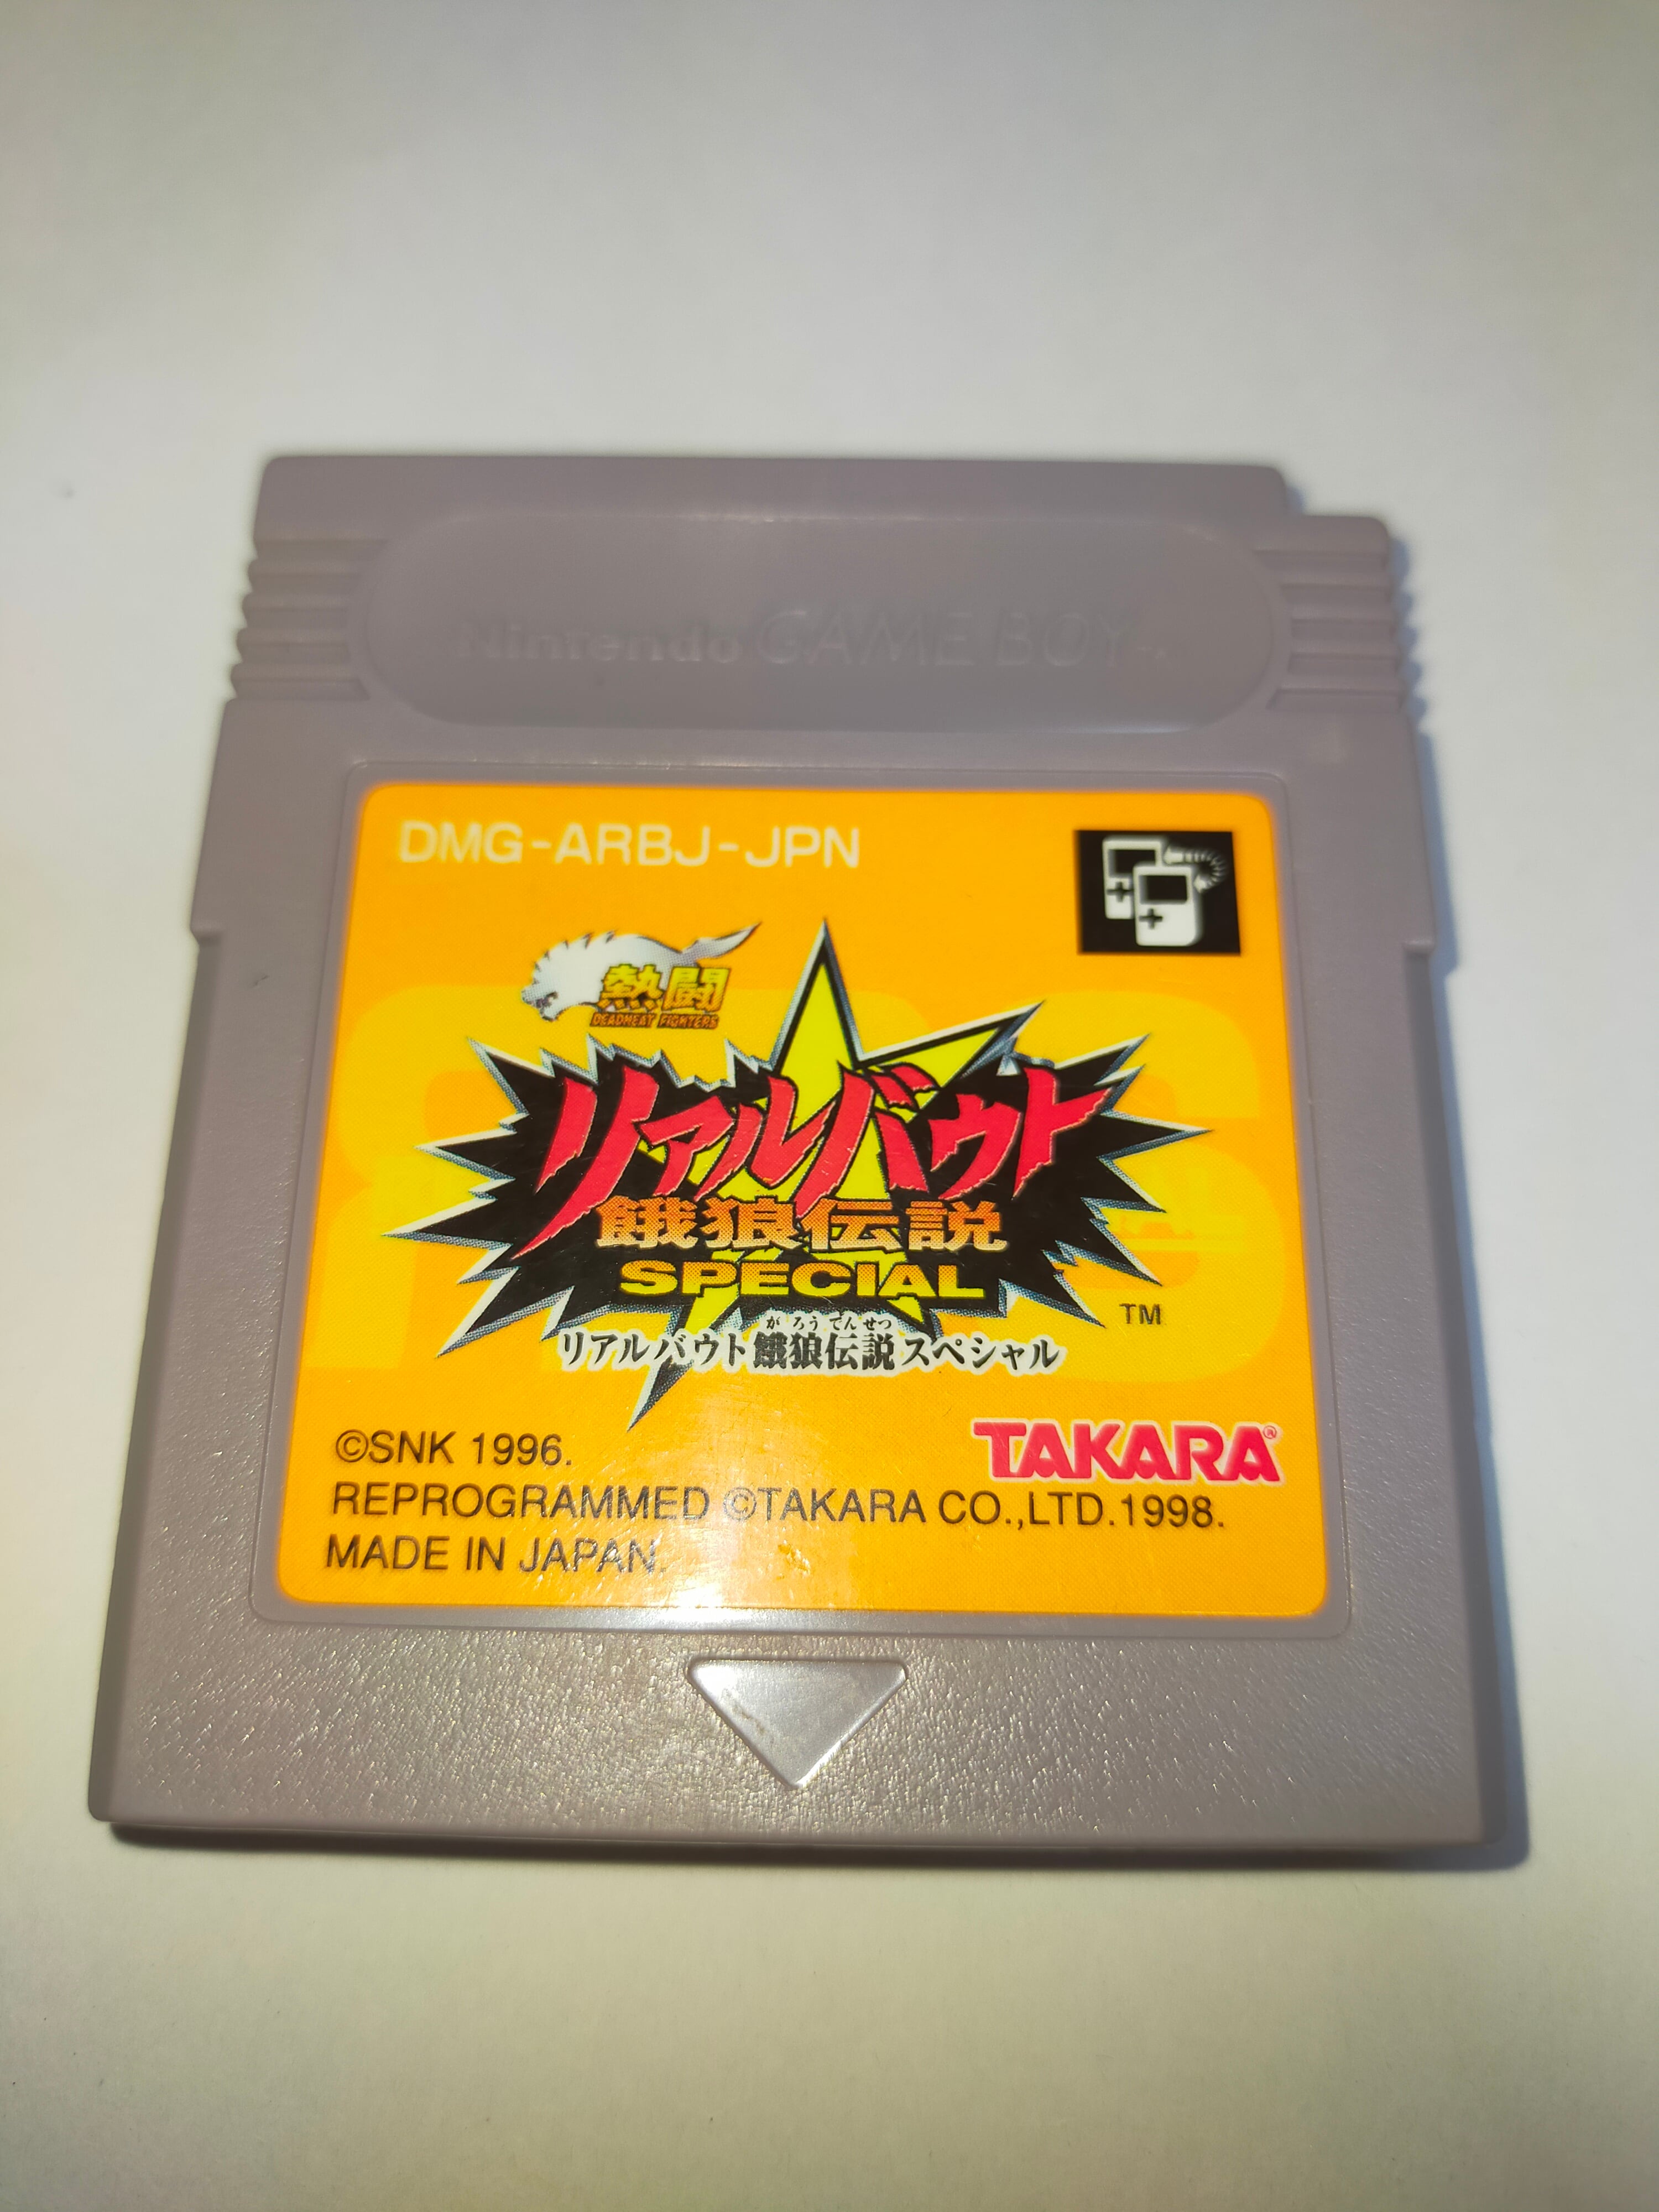 Nintendo GAME BOY
DMG-ARBJ-JPN
熱闘
DEADHEAT FIGHTERS
リアルバウト
餓狼伝説
SPECIAL
TM
がろうでんせつ
リアルバウト餓狼伝説スペシャル
©SNK 1996.
TAKARA®
REPROGRAMMED ©TAKARA CO.,LTD.1998.
MADE IN JAPAN.